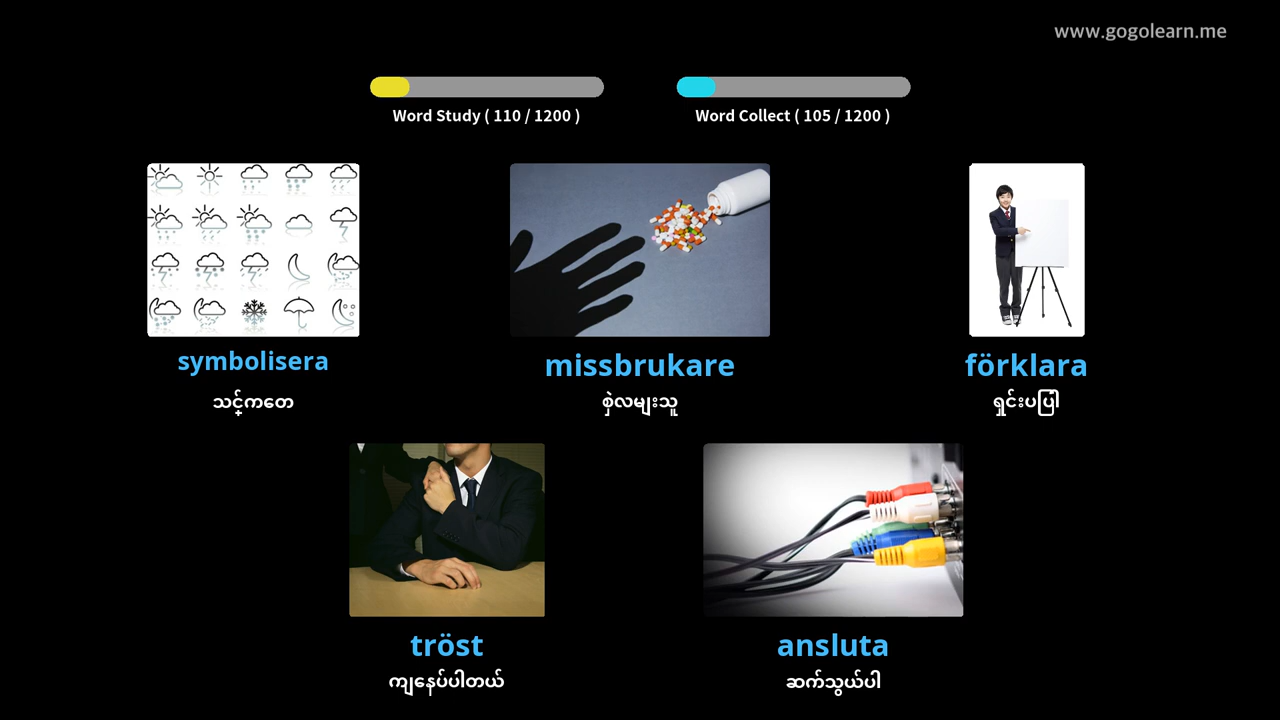 www.gogolearn.me
Word Study ( 110 / 1200 )
Word Collect ( 105 / 1200 )
symbolisera
သင်္ကတေ
missbrukare
စွဲလမျးသူ
förklara
ရှင်းပပြါ
tröst
ကျနေပ်ပါတယ်
ansluta
ဆက်သွယ်ပါ